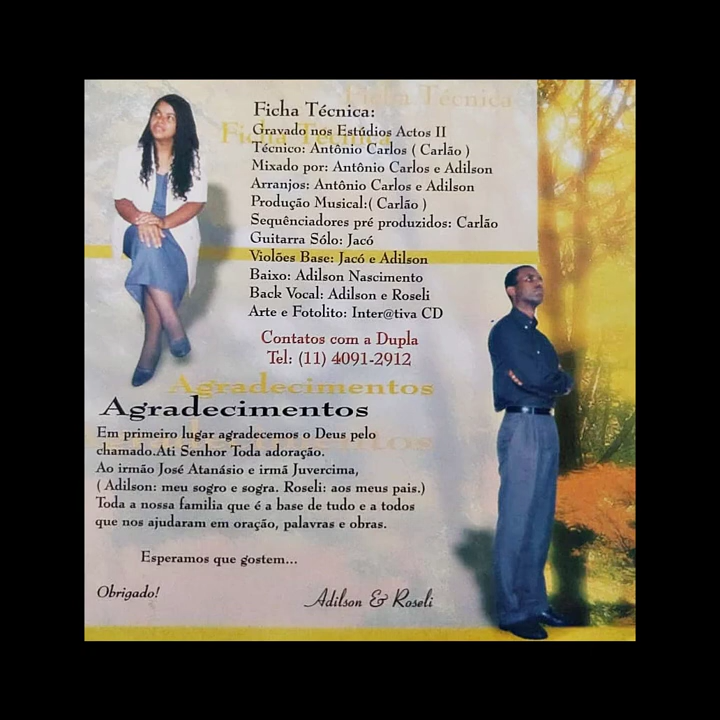 Ficha Técnica
Ficha Técnica:
Ficha Técnica
Gravado nos Estúdios Actos II
Técnico: Antônio Carlos ( Carlão )
Mixado por: Antônio Carlos e Adilson
Arranjos: Antônio Carlos e Adilson
Produção Musical:( Carlão )
Sequênciadores pré produzidos: Carlão
Guitarra Sólo: Jacó
Violões Base: Jacó e Adilson
Baixo: Adilson Nascimento
Back Vocal: Adilson e Roseli
Arte e Fotolito: Inter@tiva CD
Contatos com a Dupla
Tel: (11) 4091-2912
Agradecimentos
Agradecimentos
Em primeiro lugar agradecemos o Deus pelo
chamado.Ati Senhor Toda adoração.
Ao irmão José Atanásio e irmã Juvercima,
( Adilson: meu sogro e sogra. Roseli: aos meus pais.)
Toda a nossa familia que é a base de tudo e a todos
que nos ajudaram em oração, palavras e obras.
Esperamos que gostem...
Obrigado!
Adilson & Roseli